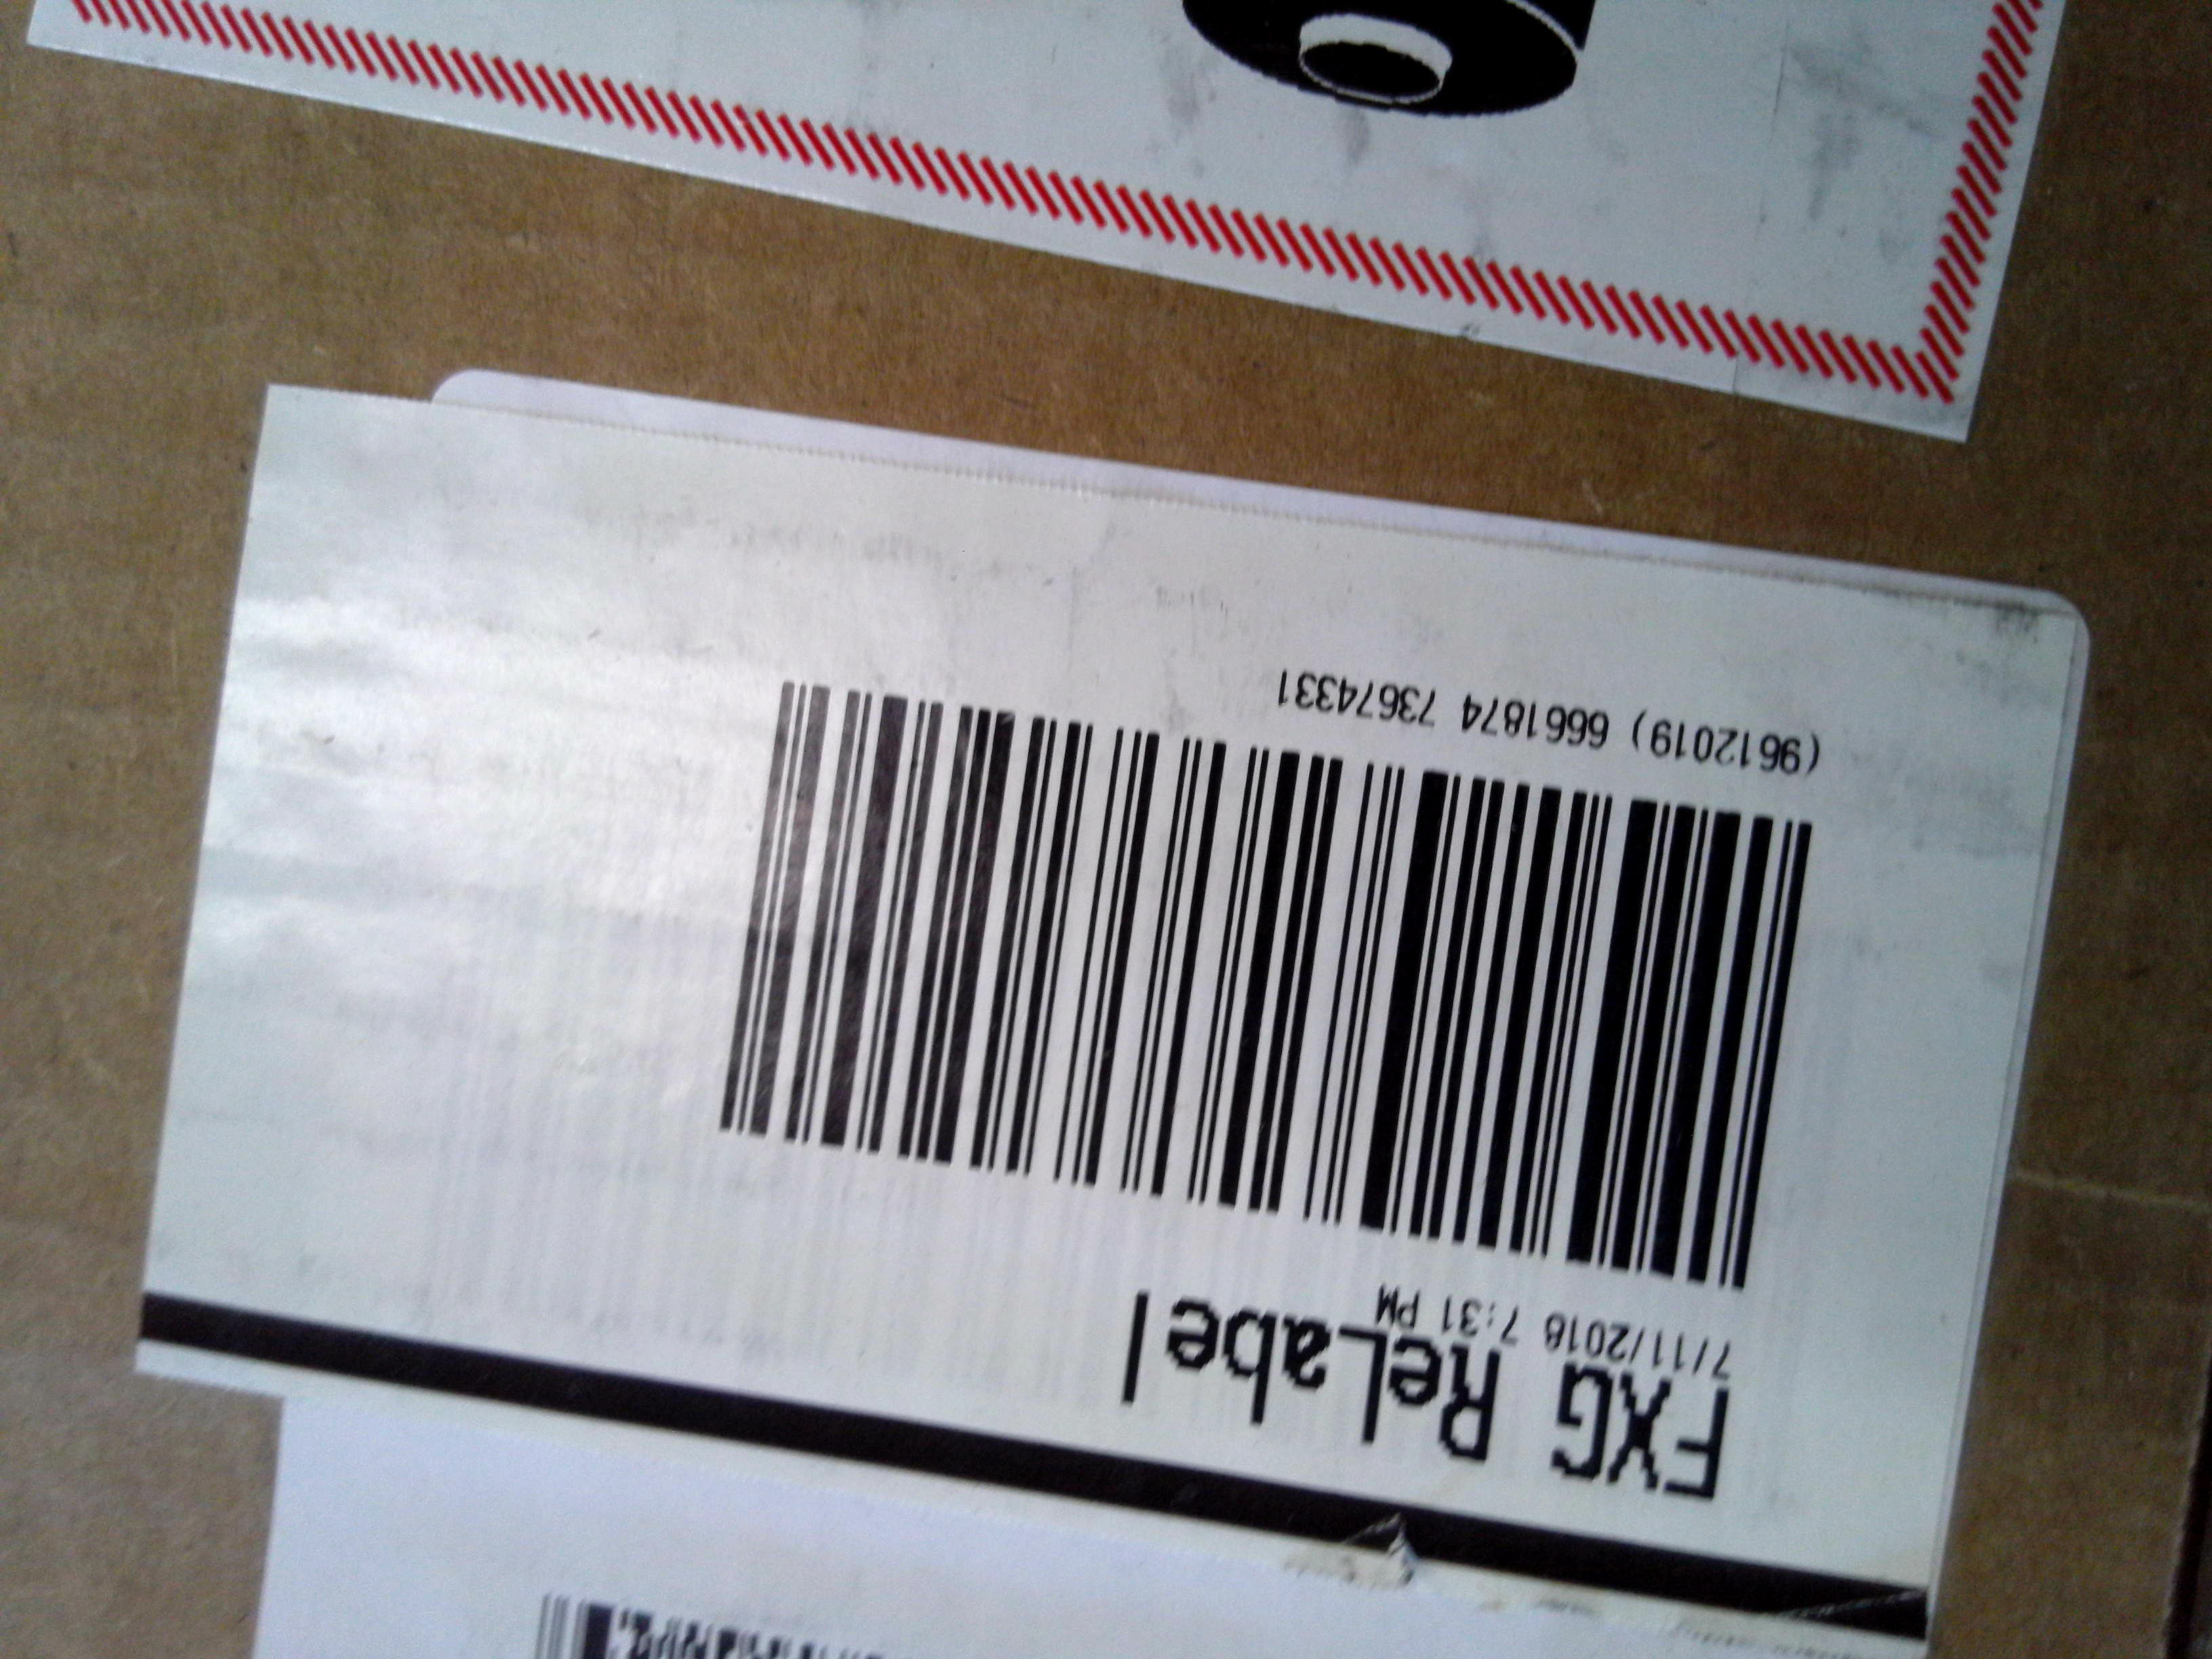 FXG ReLabel
7/11/2018 7:31 PM
(9612019) 6661874 73674331